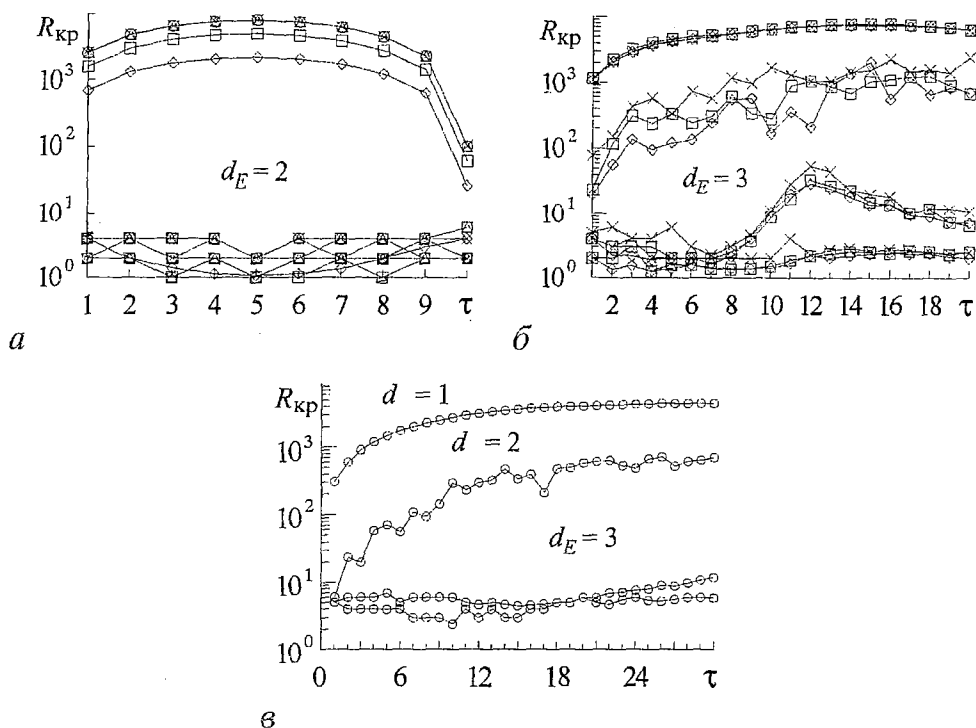 R_кр
10³
10²
10¹
10⁰
d_E = 2
1 2 3 4 5 6 7 8 9 τ
а
R_кр
10³
10²
10¹
10⁰
d_E = 3
2 4 6 8 10 12 14 16 18 τ
б
R_кр
10³
10²
10¹
10⁰
d = 1
d = 2
d_E = 3
0 6 12 18 24 τ
в